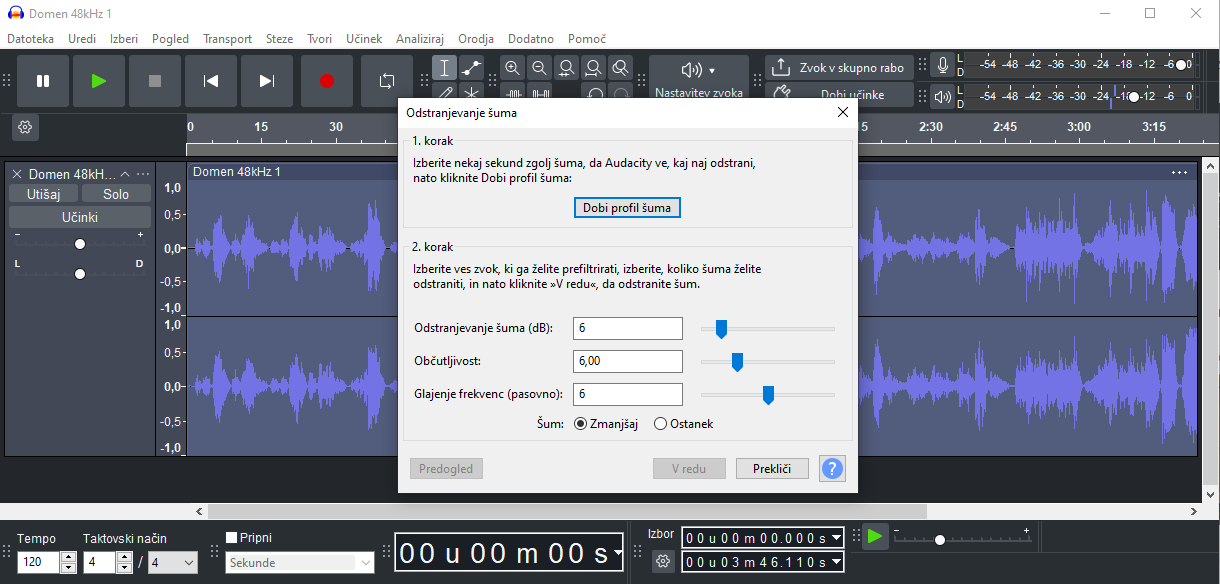 Domen 48kHz 1
Datoteka Uredi Izberi Pogled Transport Steze Tvori Učinek Analiziraj Orodja Dodatno Pomoč
Nastavitev zvoka
Zvok v skupno rabo
Dobi učinke
L
D
-54 -48 -42 -36 -30 -24 -18 -12 -6 0
L
D
-54 -48 -42 -36 -30 -24 -18 -12 -6 0
0 15 30 2:30 2:45 3:00 3:15
Domen 48kH...
Utišaj Solo
Učinki
- +
L D
1,0
0,5-
0,0-
-0,5-
-1,0
1,0
0,5-
0,0-
-0,5-
-1,0
Domen 48kHz 1
Odstranjevanje šuma
1. korak
Izberite nekaj sekund zgolj šuma, da Audacity ve, kaj naj odstrani,
nato kliknite Dobi profil šuma:
Dobi profil šuma
2. korak
Izberite ves zvok, ki ga želite prefiltrirati, izberite, koliko šuma želite
odstraniti, in nato kliknite »V redu«, da odstranite šum.
Odstranjevanje šuma (dB): 6
Občutljivost: 6,00
Glajenje frekvenc (pasovno): 6
Šum: Zmanjšaj Ostanek
Predogled V redu Prekliči ?
Tempo
120
Taktovski način
4 / 4
Pripni
Sekunde
00 u 00 m 00 s
Izbor
00 u 00 m 00.000 s
00 u 03 m 46.110 s
- +